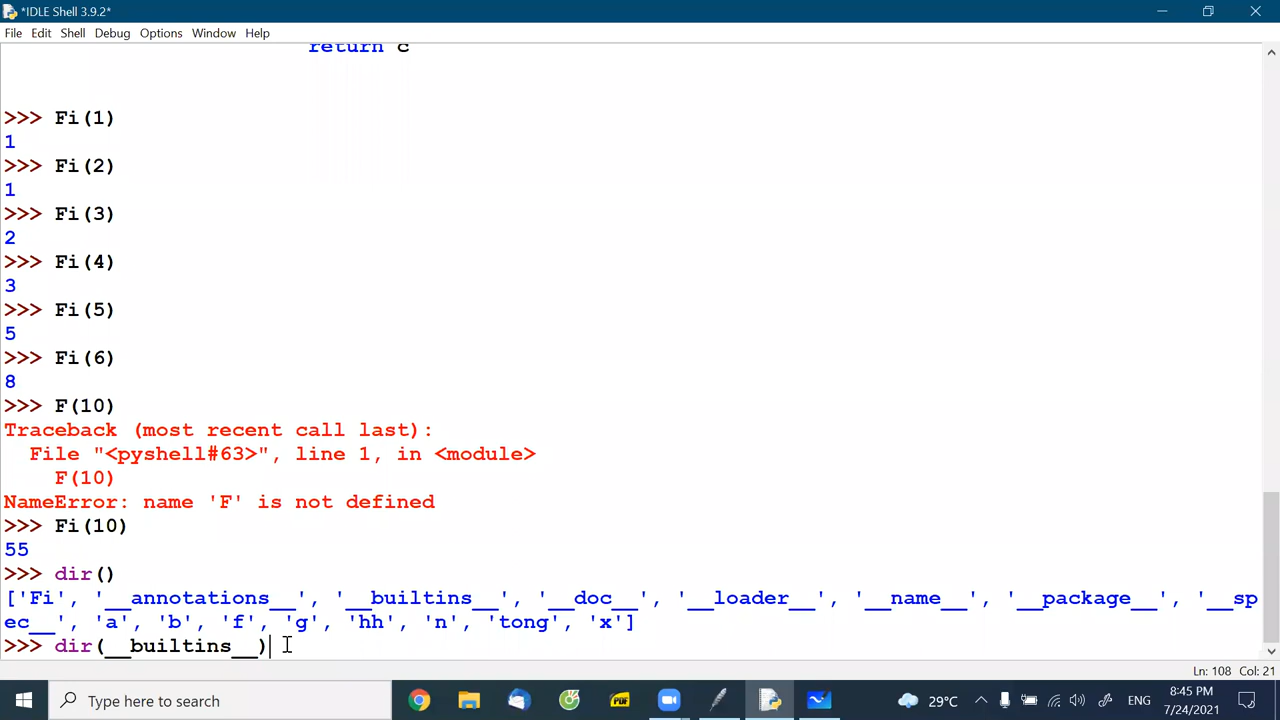 *IDLE Shell 3.9.2*
File Edit Shell Debug Options Window Help
return c
>>> Fi(1)
1
>>> Fi(2)
1
>>> Fi(3)
2
>>> Fi(4)
3
>>> Fi(5)
5
>>> Fi(6)
8
>>> F(10)
Traceback (most recent call last):
  File "<pyshell#63>", line 1, in <module>
    F(10)
NameError: name 'F' is not defined
>>> Fi(10)
55
>>> dir()
['Fi', '__annotations__', '__builtins__', '__doc__', '__loader__', '__name__', '__package__', '__sp
ec__', 'a', 'b', 'f', 'g', 'hh', 'n', 'tong', 'x']
>>> dir(__builtins__)
Ln: 108 Col: 21
Type here to search
PDF
29°C
ENG
8:45 PM
7/24/2021